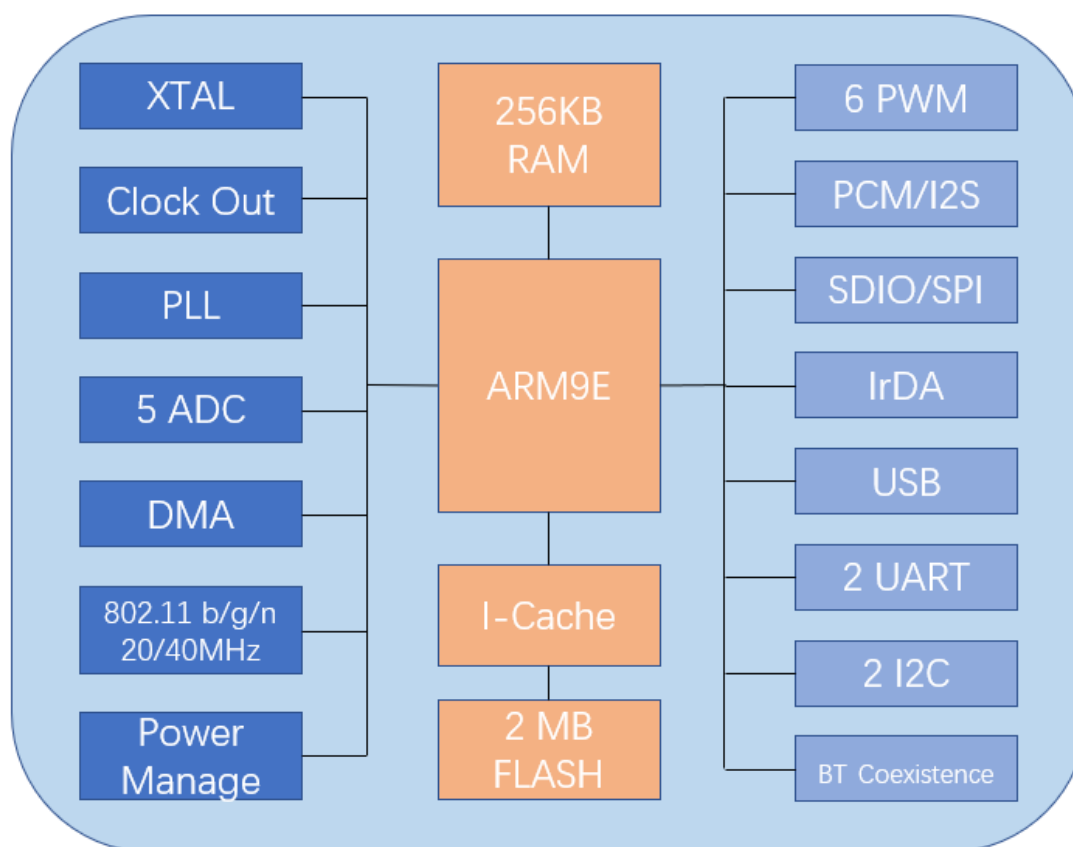 XTAL
Clock Out
PLL
5 ADC
DMA
802.11 b/g/n
20/40MHz
Power
Manage
256KB
RAM
ARM9E
I-Cache
2 MB
FLASH
6 PWM
PCM/I2S
SDIO/SPI
IrDA
USB
2 UART
2 I2C
BT Coexistence